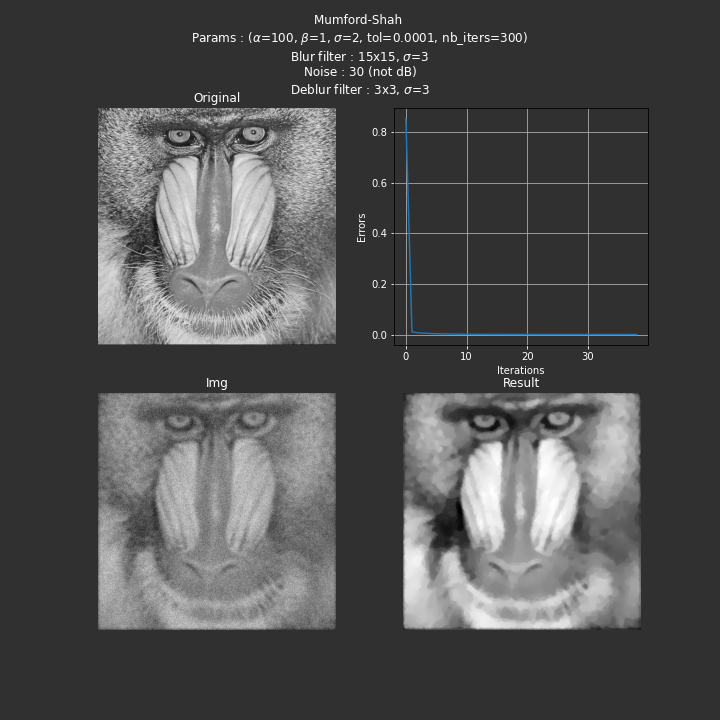 Mumford-Shah
Params : (α=100, β=1, σ=2, tol=0.0001, nb_iters=300)
Blur filter : 15x15, σ=3
Noise : 30 (not dB)
Deblur filter : 3x3, σ=3
Original
0.8
0.6
0.4
0.2
0.0
Errors
0 10 20 30
Iterations
Img
Result